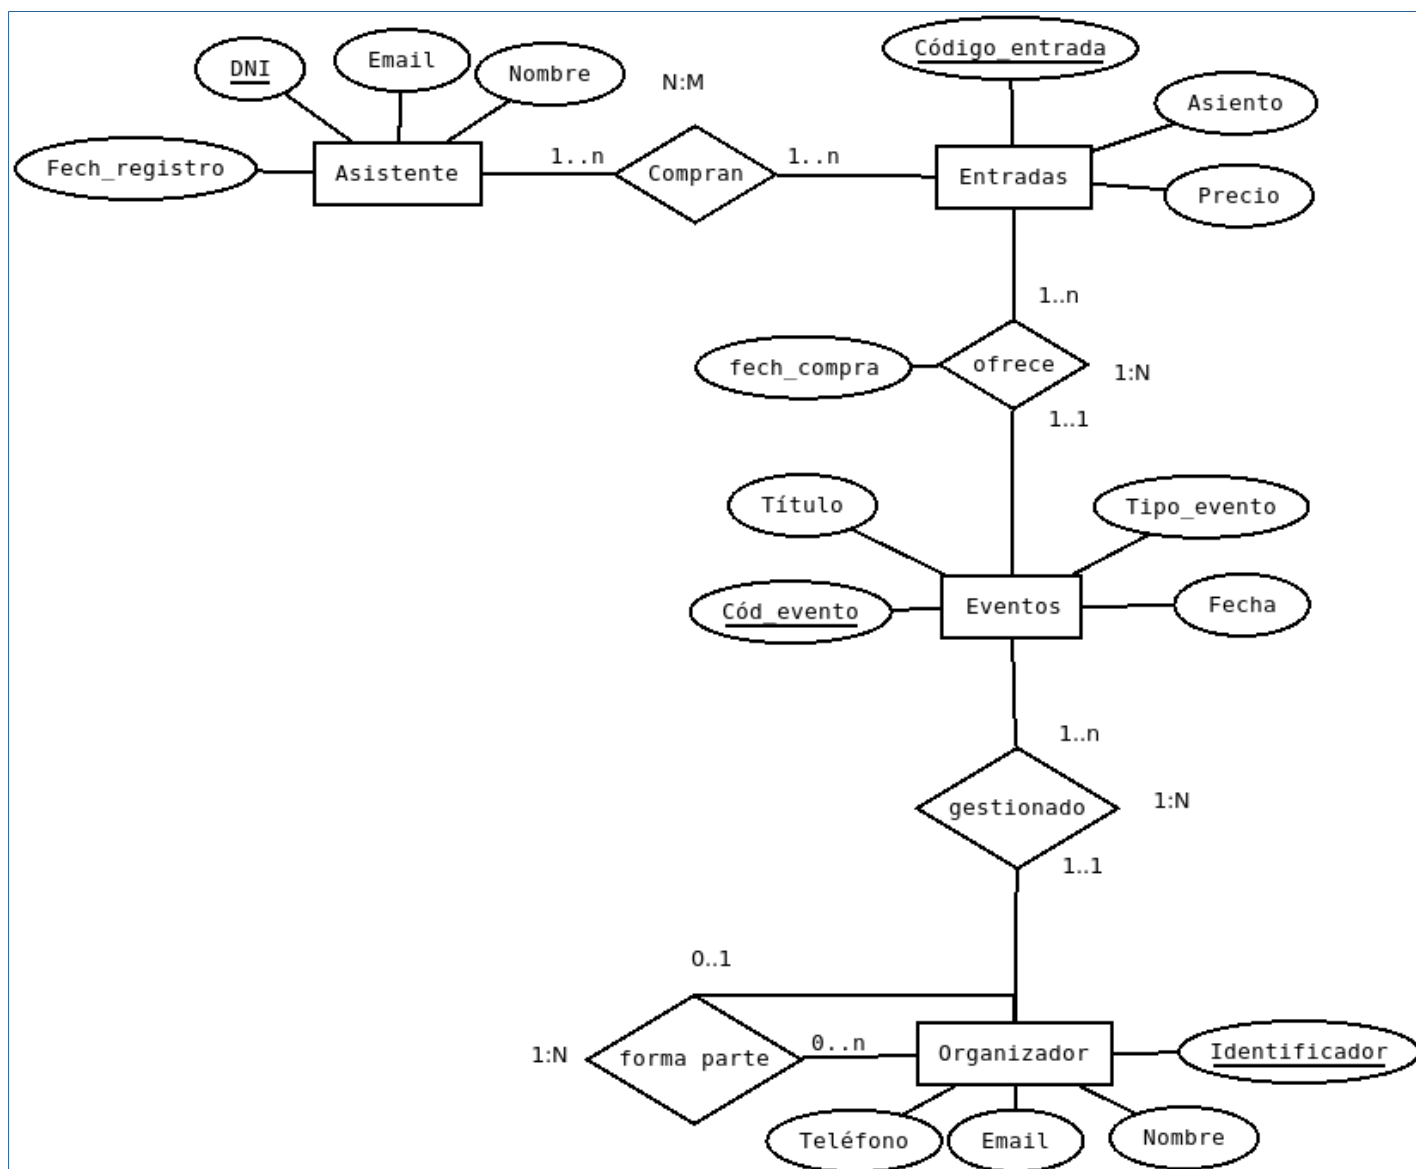 Código_entrada
DNI
Email
Nombre
N:M
Asiento
Fech_registro
Asistente
1..n
Compran
1..n
Entradas
Precio
1..n
fech_compra
ofrece
1:N
1..1
Título
Tipo_evento
Cód_evento
Eventos
Fecha
1..n
gestionado
1:N
1..1
0..1
1:N
forma parte
0..n
Organizador
Identificador
Teléfono
Email
Nombre